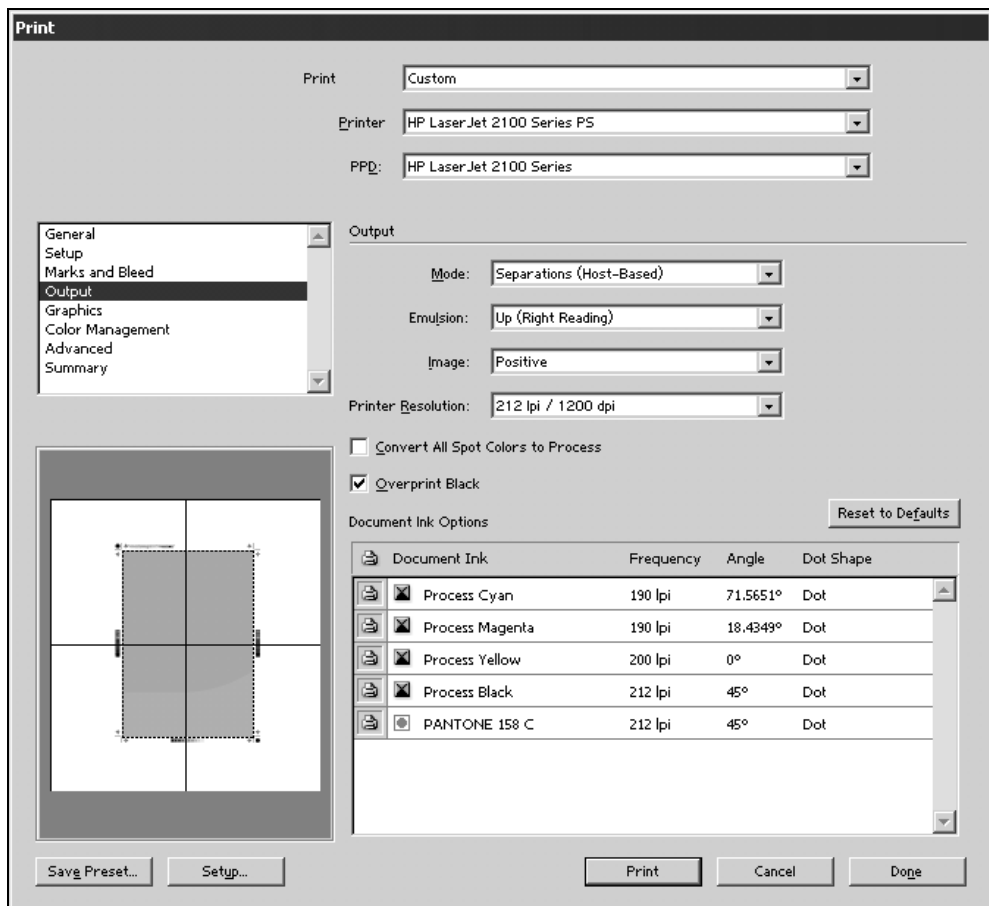 Print
Print Custom
Printer HP LaserJet 2100 Series PS
PPD: HP LaserJet 2100 Series
General
Setup
Marks and Bleed
Output
Graphics
Color Management
Advanced
Summary
Output
Mode: Separations (Host-Based)
Emulsion: Up (Right Reading)
Image: Positive
Printer Resolution: 212 lpi / 1200 dpi
Convert All Spot Colors to Process
Overprint Black
Document Ink Options
Reset to Defaults
Document Ink Frequency Angle Dot Shape
Process Cyan 190 lpi 71.5651° Dot
Process Magenta 190 lpi 18.4349° Dot
Process Yellow 200 lpi 0° Dot
Process Black 212 lpi 45° Dot
PANTONE 158 C 212 lpi 45° Dot
Save Preset... Setup... Print Cancel Done